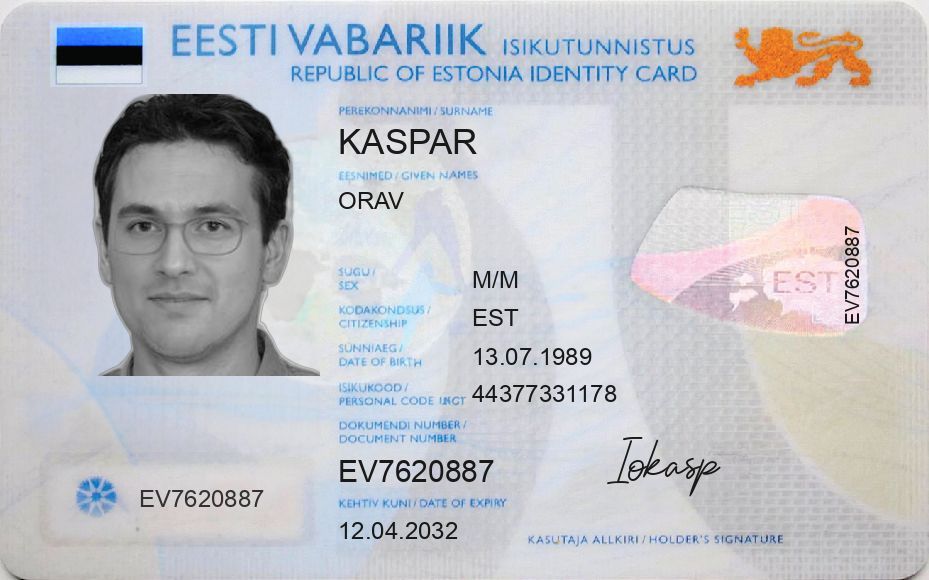 EESTI VABARIIK ISIKUTUNNISTUS
REPUBLIC OF ESTONIA IDENTITY CARD
PEREKONNANIMI / SURNAME
KASPAR
EESNIMED / GIVEN NAMES
ORAV
SUGU /
SEX
M/M
KODAKONDSUS /
CITIZENSHIP
EST
SÜNNIAEG /
DATE OF BIRTH
13.07.1989
ISIKUKOOD /
PERSONAL CODE
44377331178
DOKUMENDI NUMBER /
DOCUMENT NUMBER
EV7620887
KEHTIV KUNI / DATE OF EXPIRY
12.04.2032
EV7620887
EST
EV7620887
Iokasp
KASUTAJA ALLKIRI / HOLDER'S SIGNATURE